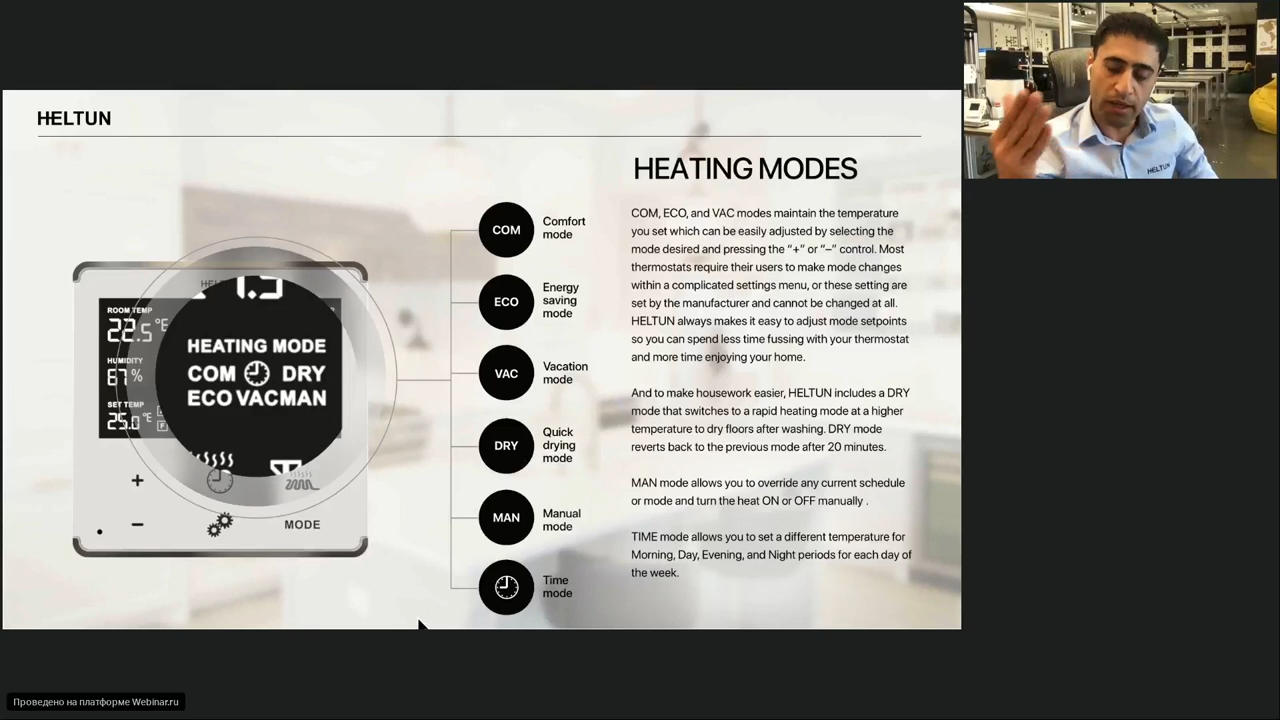 HELTUN
HEATING MODES
ROOM TEMP
22.5 °
HUMIDITY
67 %
SET TEMP
25.0 °
HEATING MODE
COM DRY
ECO VAC MAN
+
−
MODE
COM
Comfort
mode
ECO
Energy
saving
mode
VAC
Vacation
mode
DRY
Quick
drying
mode
MAN
Manual
mode
Time
mode
COM, ECO, and VAC modes maintain the temperature
you set which can be easily adjusted by selecting the
mode desired and pressing the “+” or “–” control. Most
thermostats require their users to make mode changes
within a complicated settings menu, or these setting are
set by the manufacturer and cannot be changed at all.
HELTUN always makes it easy to adjust mode setpoints
so you can spend less time fussing with your thermostat
and more time enjoying your home.
And to make housework easier, HELTUN includes a DRY
mode that switches to a rapid heating mode at a higher
temperature to dry floors after washing. DRY mode
reverts back to the previous mode after 20 minutes.
MAN mode allows you to override any current schedule
or mode and turn the heat ON or OFF manually .
TIME mode allows you to set a different temperature for
Morning, Day, Evening, and Night periods for each day of
the week.
HELTUN
Проведено на платформе Webinar.ru